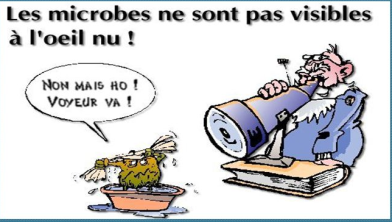 Les microbes ne sont pas visibles
à l'oeil nu !
NON MAIS HO !
VOYEUR VA !